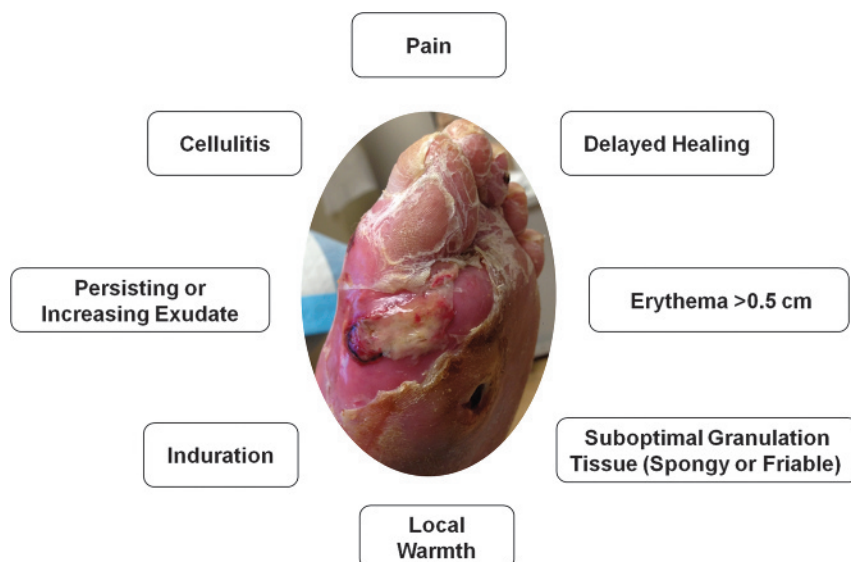 Pain
Cellulitis
Delayed Healing
Persisting or
Increasing Exudate
Erythema >0.5 cm
Induration
Suboptimal Granulation
Tissue (Spongy or Friable)
Local
Warmth